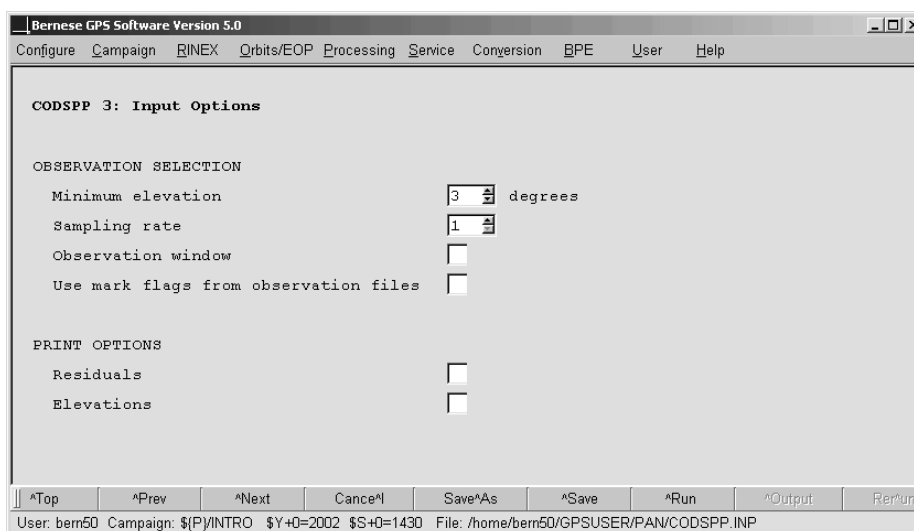 Bernese GPS Software Version 5.0
Configure Campaign RINEX Orbits/EOP Processing Service Conversion BPE User Help
CODSPP 3: Input Options
OBSERVATION SELECTION
Minimum elevation 3 degrees
Sampling rate 1
Observation window
Use mark flags from observation files
PRINT OPTIONS
Residuals
Elevations
^Top ^Prev ^Next Cance^l Save^As ^Save ^Run ^Output Rer^un
User: bern50 Campaign: ${P}/INTRO $Y+0=2002 $S+0=1430 File: /home/bern50/GPSUSER/PAN/CODSPP.INP